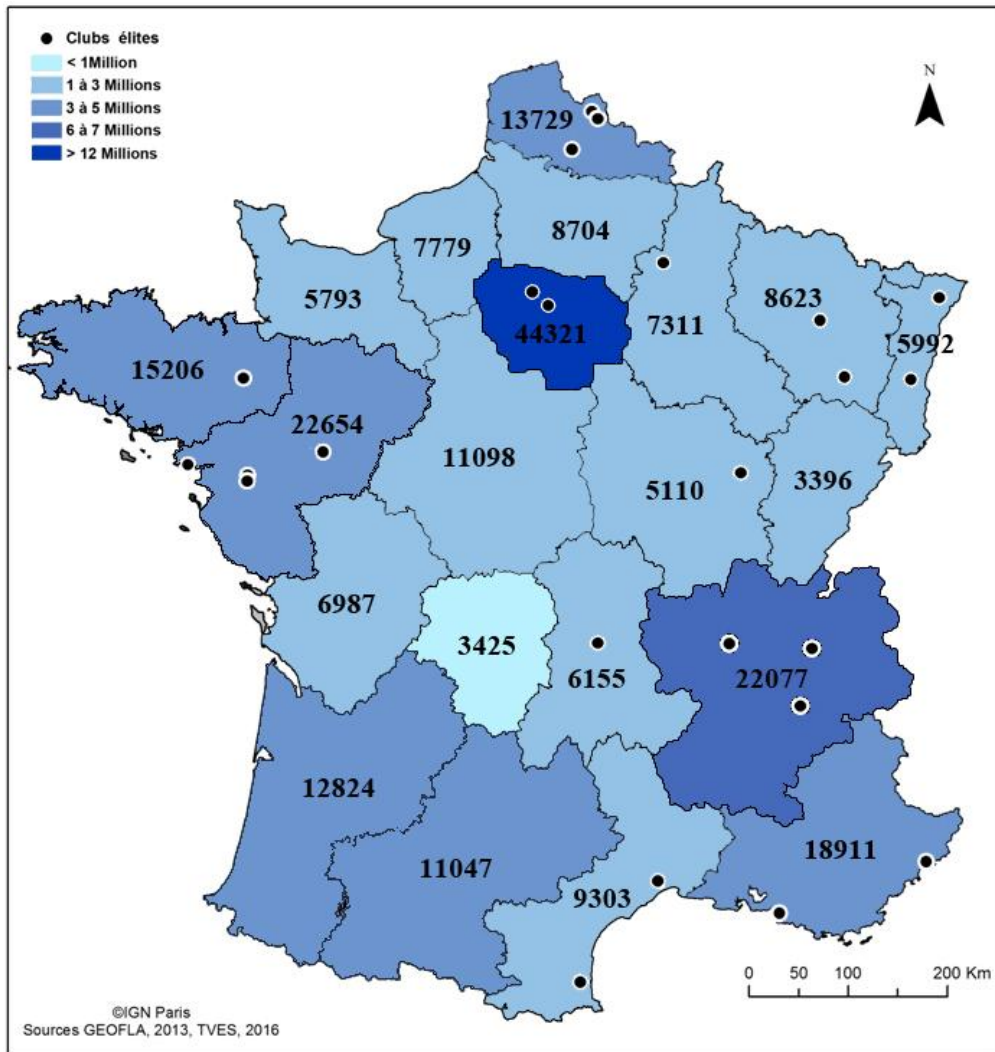 Clubs élites
< 1Million
1 à 3 Millions
3 à 5 Millions
6 à 7 Millions
> 12 Millions
N
13729
8704
7779
5793
44321
7311
8623
5992
15206
22654
11098
5110
3396
6987
3425
6155
22077
12824
11047
9303
18911
0 50 100 200 Km
©IGN Paris
Sources GEOFLA, 2013, TVES, 2016